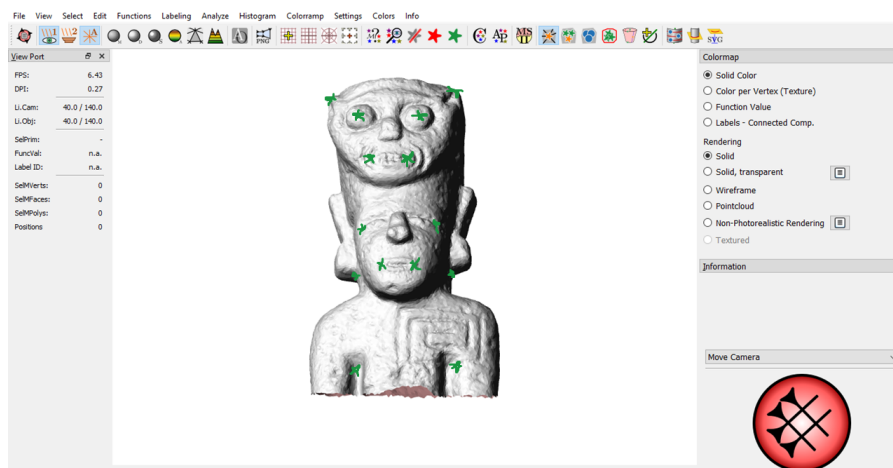 File View Select Edit Functions Labeling Analyze Histogram Colorramp Settings Colors Info
View Port
FPS: 6.43
DPI: 0.27
Li.Cam: 40.0 / 140.0
Li.Obj: 40.0 / 140.0
SelPrim: -
FuncVal: n.a.
Label ID: n.a.
SelMVerts: 0
SelMFaces: 0
SelMPolys: 0
Positions 0
Colormap
Solid Color
Color per Vertex (Texture)
Function Value
Labels - Connected Comp.
Rendering
Solid
Solid, transparent
Wireframe
Pointcloud
Non-Photorealistic Rendering
Textured
Information
Move Camera